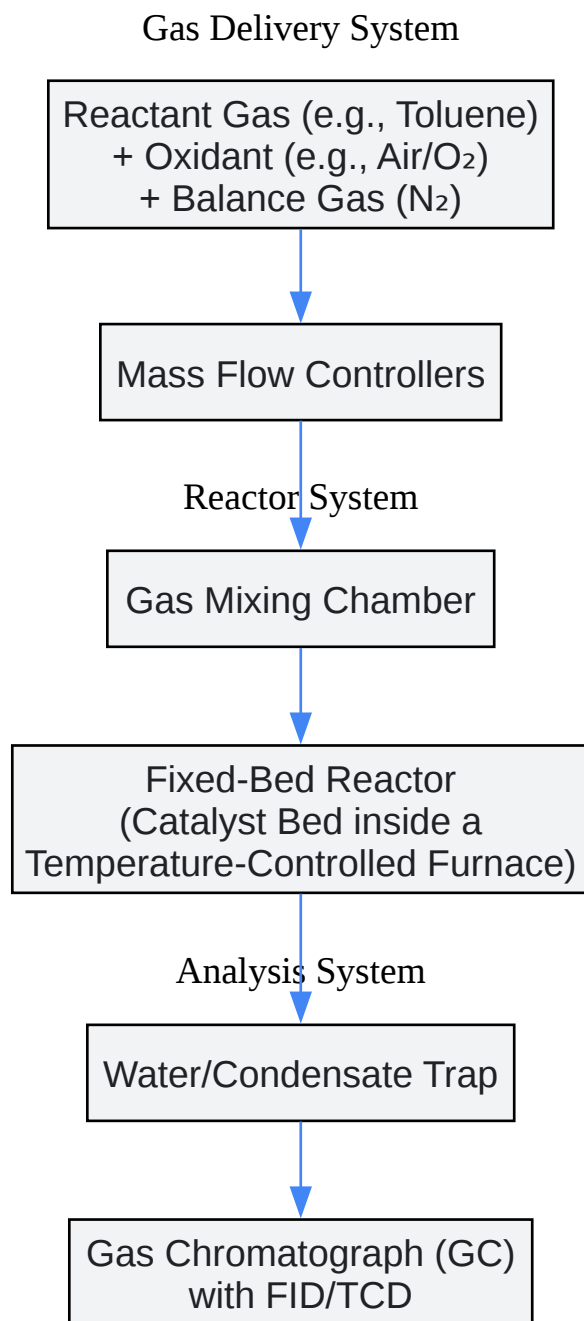 Gas Delivery System
Reactant Gas (e.g., Toluene)
+ Oxidant (e.g., Air/O₂)
+ Balance Gas (N₂)
Mass Flow Controllers
Reactor System
Gas Mixing Chamber
Fixed-Bed Reactor
(Catalyst Bed inside a
Temperature-Controlled Furnace)
Analysis System
Water/Condensate Trap
Gas Chromatograph (GC)
with FID/TCD